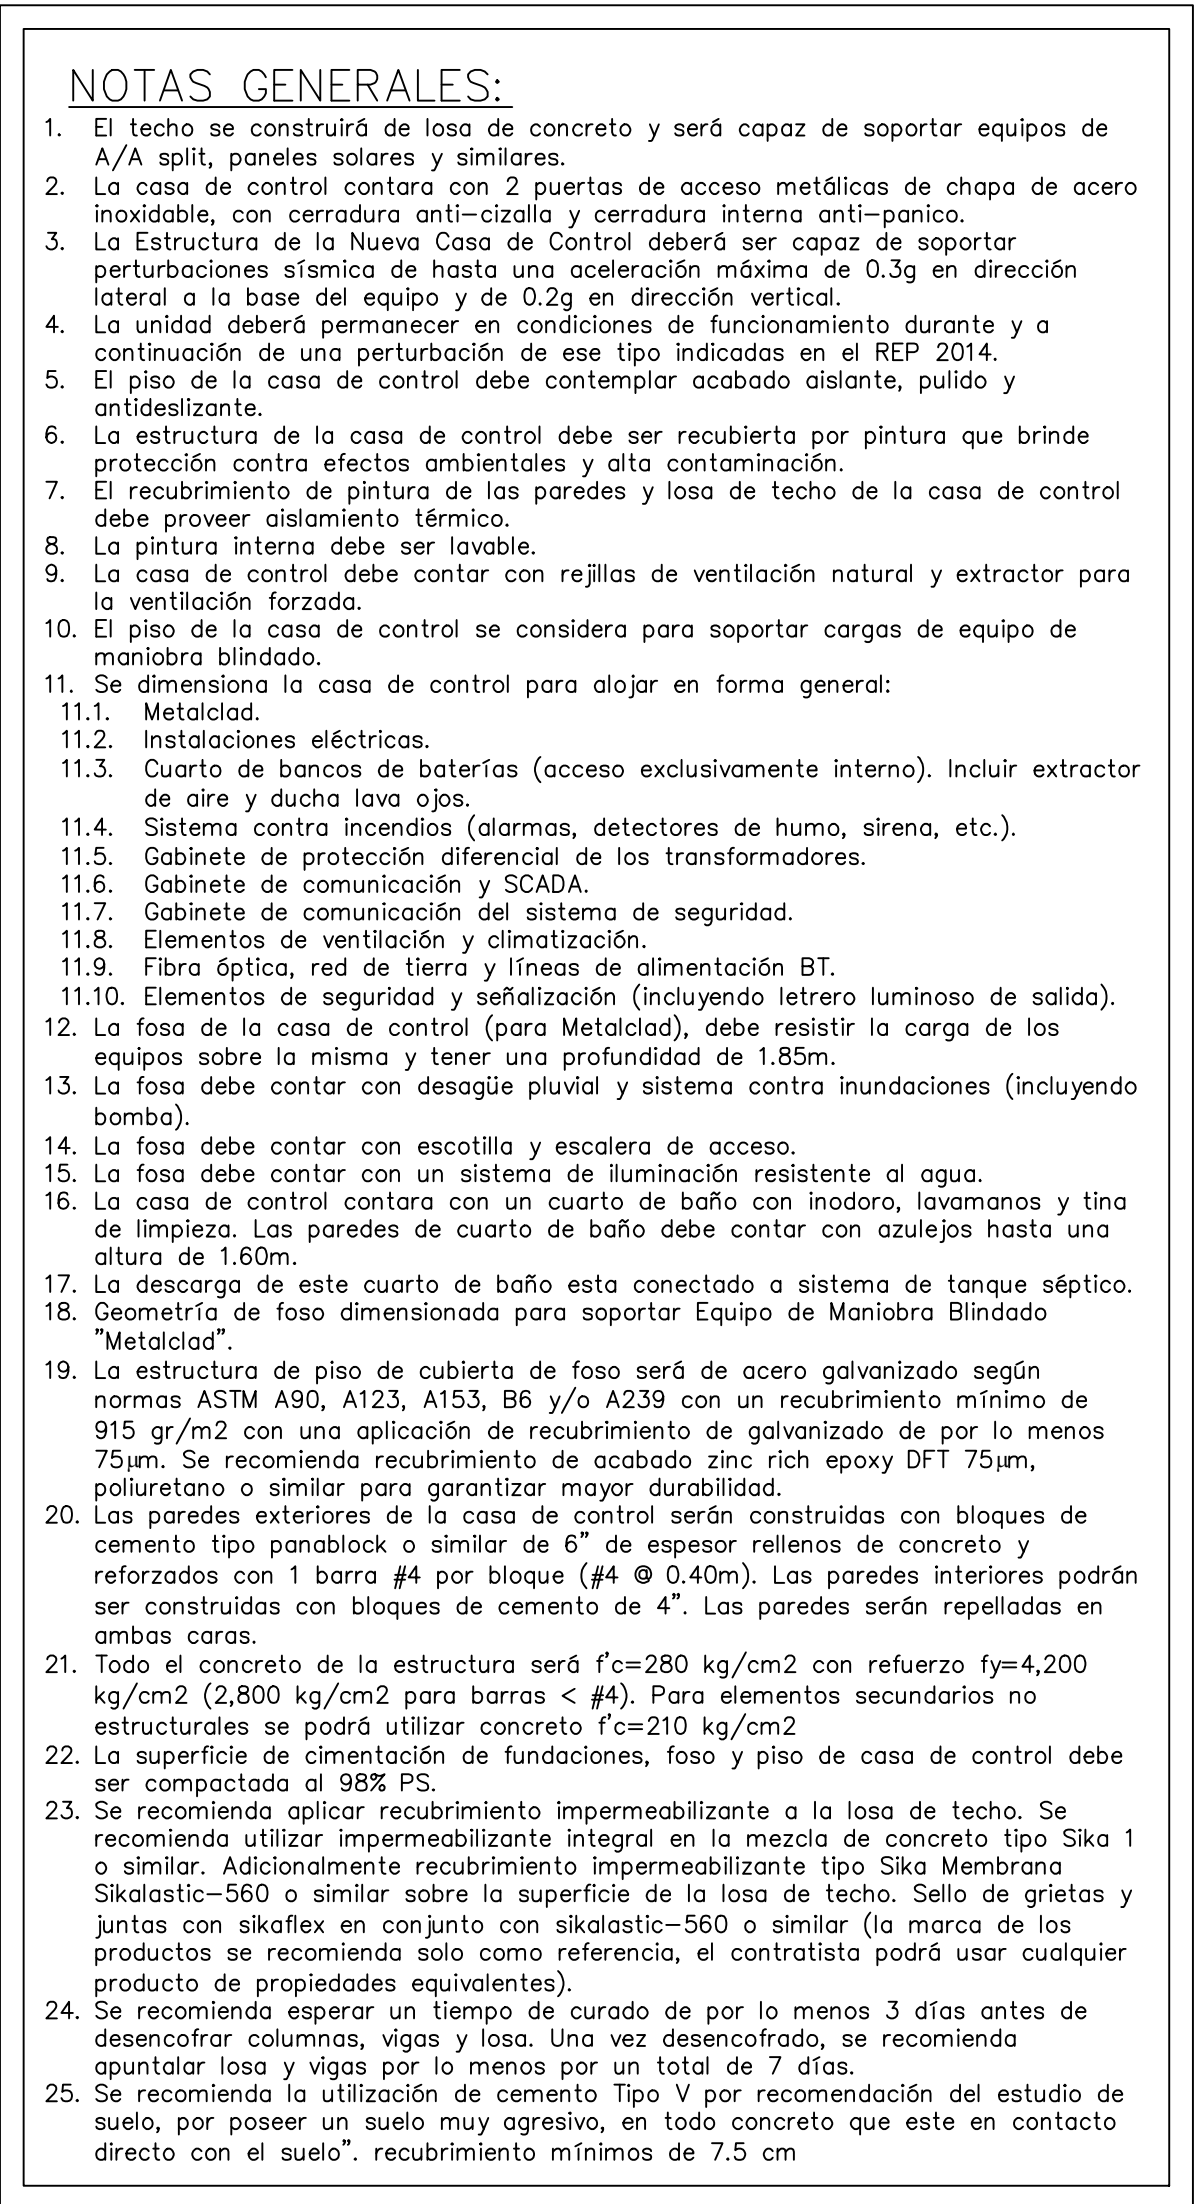 NOTAS GENERALES:
1. El techo se construirá de losa de concreto y será capaz de soportar equipos de
A/A split, paneles solares y similares.
2. La casa de control contara con 2 puertas de acceso metálicas de chapa de acero
inoxidable, con cerradura anti-cizalla y cerradura interna anti-panico.
3. La Estructura de la Nueva Casa de Control deberá ser capaz de soportar
perturbaciones sísmica de hasta una aceleración máxima de 0.3g en dirección
lateral a la base del equipo y de 0.2g en dirección vertical.
4. La unidad deberá permanecer en condiciones de funcionamiento durante y a
continuación de una perturbación de ese tipo indicadas en el REP 2014.
5. El piso de la casa de control debe contemplar acabado aislante, pulido y
antideslizante.
6. La estructura de la casa de control debe ser recubierta por pintura que brinde
protección contra efectos ambientales y alta contaminación.
7. El recubrimiento de pintura de las paredes y losa de techo de la casa de control
debe proveer aislamiento térmico.
8. La pintura interna debe ser lavable.
9. La casa de control debe contar con rejillas de ventilación natural y extractor para
la ventilación forzada.
10. El piso de la casa de control se considera para soportar cargas de equipo de
maniobra blindado.
11. Se dimensiona la casa de control para alojar en forma general:
11.1. Metalclad.
11.2. Instalaciones eléctricas.
11.3. Cuarto de bancos de baterías (acceso exclusivamente interno). Incluir extractor
de aire y ducha lava ojos.
11.4. Sistema contra incendios (alarmas, detectores de humo, sirena, etc.).
11.5. Gabinete de protección diferencial de los transformadores.
11.6. Gabinete de comunicación y SCADA.
11.7. Gabinete de comunicación del sistema de seguridad.
11.8. Elementos de ventilación y climatización.
11.9. Fibra óptica, red de tierra y líneas de alimentación BT.
11.10. Elementos de seguridad y señalización (incluyendo letrero luminoso de salida).
12. La fosa de la casa de control (para Metalclad), debe resistir la carga de los
equipos sobre la misma y tener una profundidad de 1.85m.
13. La fosa debe contar con desagüe pluvial y sistema contra inundaciones (incluyendo
bomba).
14. La fosa debe contar con escotilla y escalera de acceso.
15. La fosa debe contar con un sistema de iluminación resistente al agua.
16. La casa de control contara con un cuarto de baño con inodoro, lavamanos y tina
de limpieza. Las paredes de cuarto de baño debe contar con azulejos hasta una
altura de 1.60m.
17. La descarga de este cuarto de baño esta conectado a sistema de tanque séptico.
18. Geometría de foso dimensionada para soportar Equipo de Maniobra Blindado
"Metalclad".
19. La estructura de piso de cubierta de foso será de acero galvanizado según
normas ASTM A90, A123, A153, B6 y/o A239 con un recubrimiento mínimo de
915 gr/m2 con una aplicación de recubrimiento de galvanizado de por lo menos
75µm. Se recomienda recubrimiento de acabado zinc rich epoxy DFT 75µm,
poliuretano o similar para garantizar mayor durabilidad.
20. Las paredes exteriores de la casa de control serán construidas con bloques de
cemento tipo panablock o similar de 6" de espesor rellenos de concreto y
reforzados con 1 barra #4 por bloque (#4 @ 0.40m). Las paredes interiores podrán
ser construidas con bloques de cemento de 4". Las paredes serán repelladas en
ambas caras.
21. Todo el concreto de la estructura será f'c=280 kg/cm2 con refuerzo fy=4,200
kg/cm2 (2,800 kg/cm2 para barras < #4). Para elementos secundarios no
estructurales se podrá utilizar concreto f'c=210 kg/cm2
22. La superficie de cimentación de fundaciones, foso y piso de casa de control debe
ser compactada al 98% PS.
23. Se recomienda aplicar recubrimiento impermeabilizante a la losa de techo. Se
recomienda utilizar impermeabilizante integral en la mezcla de concreto tipo Sika 1
o similar. Adicionalmente recubrimiento impermeabilizante tipo Sika Membrana
Sikalastic-560 o similar sobre la superficie de la losa de techo. Sello de grietas y
juntas con sikaflex en conjunto con sikalastic-560 o similar (la marca de los
productos se recomienda solo como referencia, el contratista podrá usar cualquier
producto de propiedades equivalentes).
24. Se recomienda esperar un tiempo de curado de por lo menos 3 días antes de
desencofrar columnas, vigas y losa. Una vez desencofrado, se recomienda
apuntalar losa y vigas por lo menos por un total de 7 días.
25. Se recomienda la utilización de cemento Tipo V por recomendación del estudio de
suelo, por poseer un suelo muy agresivo, en todo concreto que este en contacto
directo con el suelo". recubrimiento mínimos de 7.5 cm